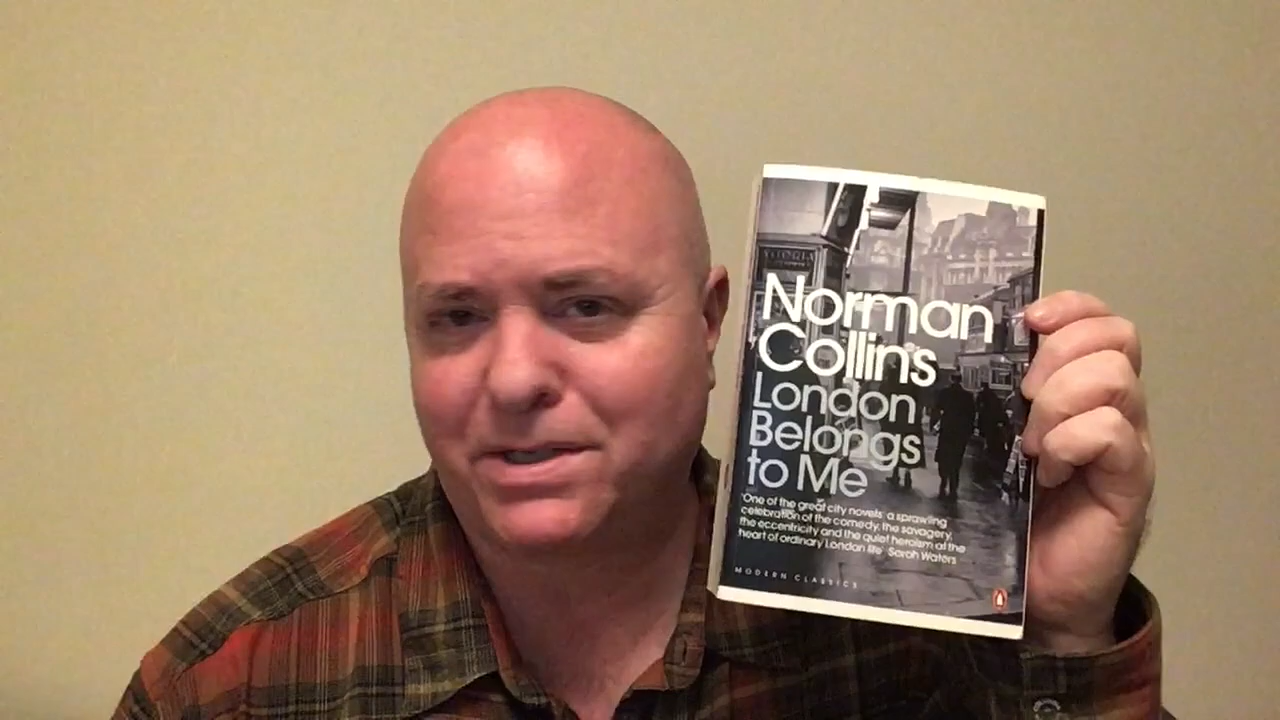 VICTORIA
Norman
Collins
London
Belongs
to Me
'One of the great city novels: a sprawling
celebration of the comedy, the savagery,
the eccentricity and the quiet heroism at the
heart of ordinary London life' Sarah Waters
MODERN CLASSICS